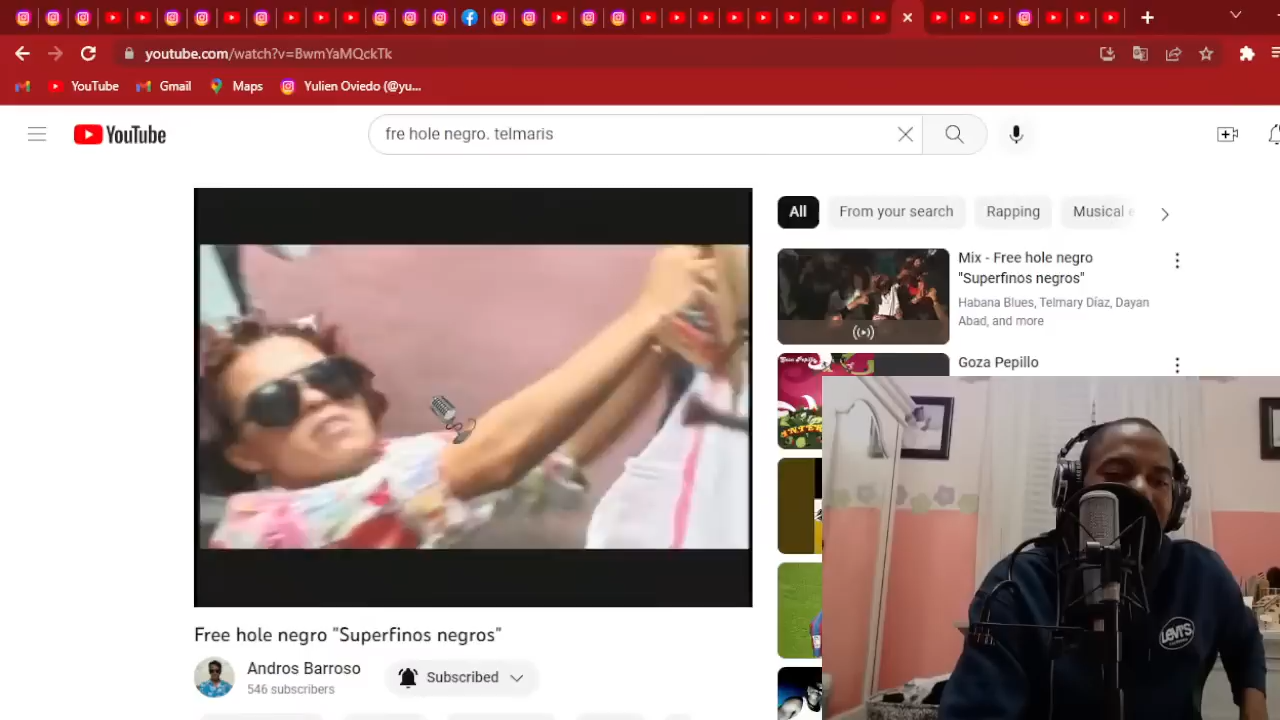 youtube.com/watch?v=BwmYaMQckTk
YouTube
Gmail
Maps
Yulien Oviedo (@yu...
YouTube
fre hole negro. telmaris
All
From your search
Rapping
Musical
Mix - Free hole negro
"Superfinos negros"
Habana Blues, Telmary Díaz, Dayan
Abad, and more
Goza Pepillo
Free hole negro "Superfinos negros"
Andros Barroso
546 subscribers
Subscribed
LEVI'S